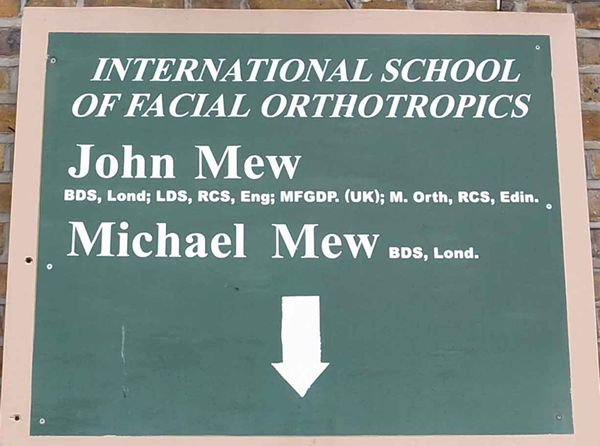 INTERNATIONAL SCHOOL
OF FACIAL ORTHOTROPICS
John Mew
BDS, Lond; LDS, RCS, Eng; MFGDP. (UK); M. Orth, RCS, Edin.
Michael Mew BDS, Lond.